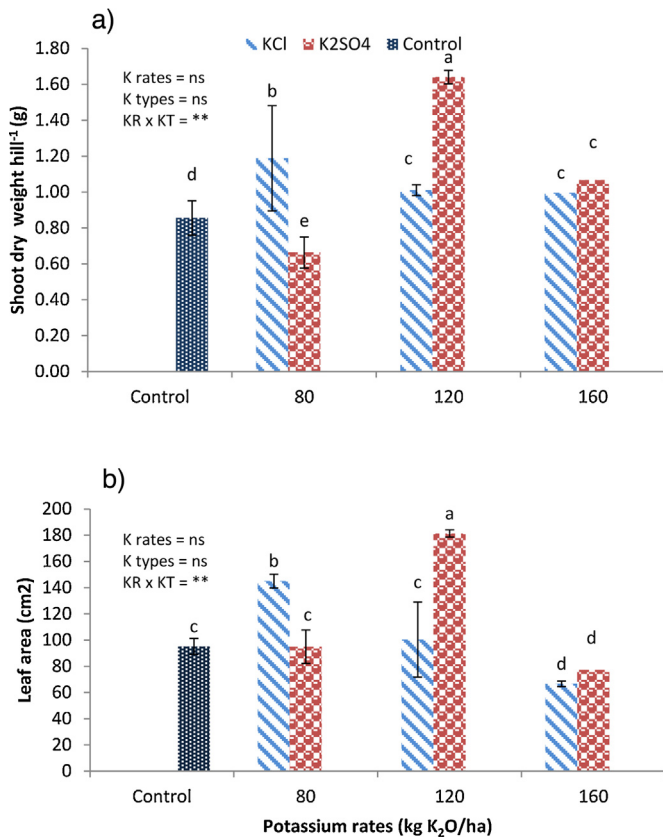 a)
KCl K2SO4 Control
1.80
1.60
1.40
1.20
1.00
0.80
0.60
0.40
0.20
0.00
Shoot dry weight hill⁻¹ (g)
K rates = ns
K types = ns
KR x KT = **
d
b
e
c
a
c
c
Control 80 120 160
b)
200
180
160
140
120
100
80
60
40
20
0
Leaf area (cm2)
K rates = ns
K types = ns
KR x KT = **
c
b
c
c
a
d
d
Control 80 120 160
Potassium rates (kg K₂O/ha)